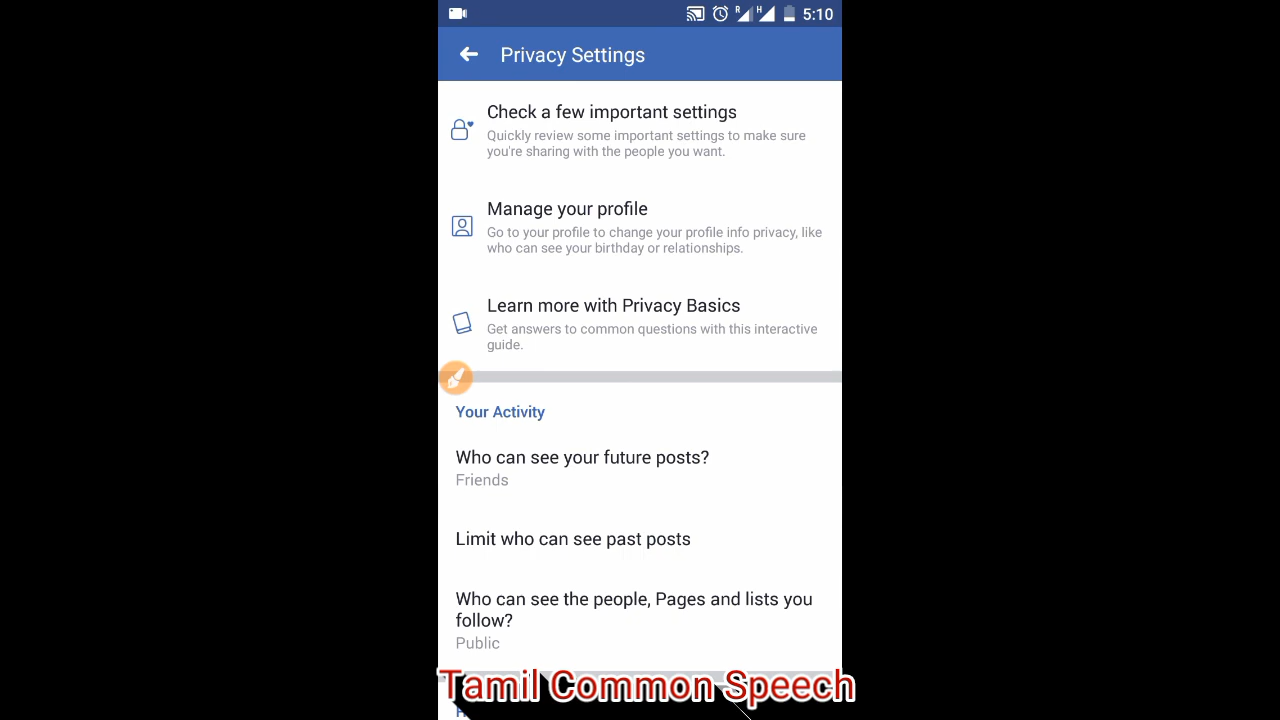 R H 5:10
Privacy Settings
Check a few important settings
Quickly review some important settings to make sure
you're sharing with the people you want.
Manage your profile
Go to your profile to change your profile info privacy, like
who can see your birthday or relationships.
Learn more with Privacy Basics
Get answers to common questions with this interactive
guide.
Your Activity
Who can see your future posts?
Friends
Limit who can see past posts
Who can see the people, Pages and lists you
follow?
Public
Tamil Common Speech